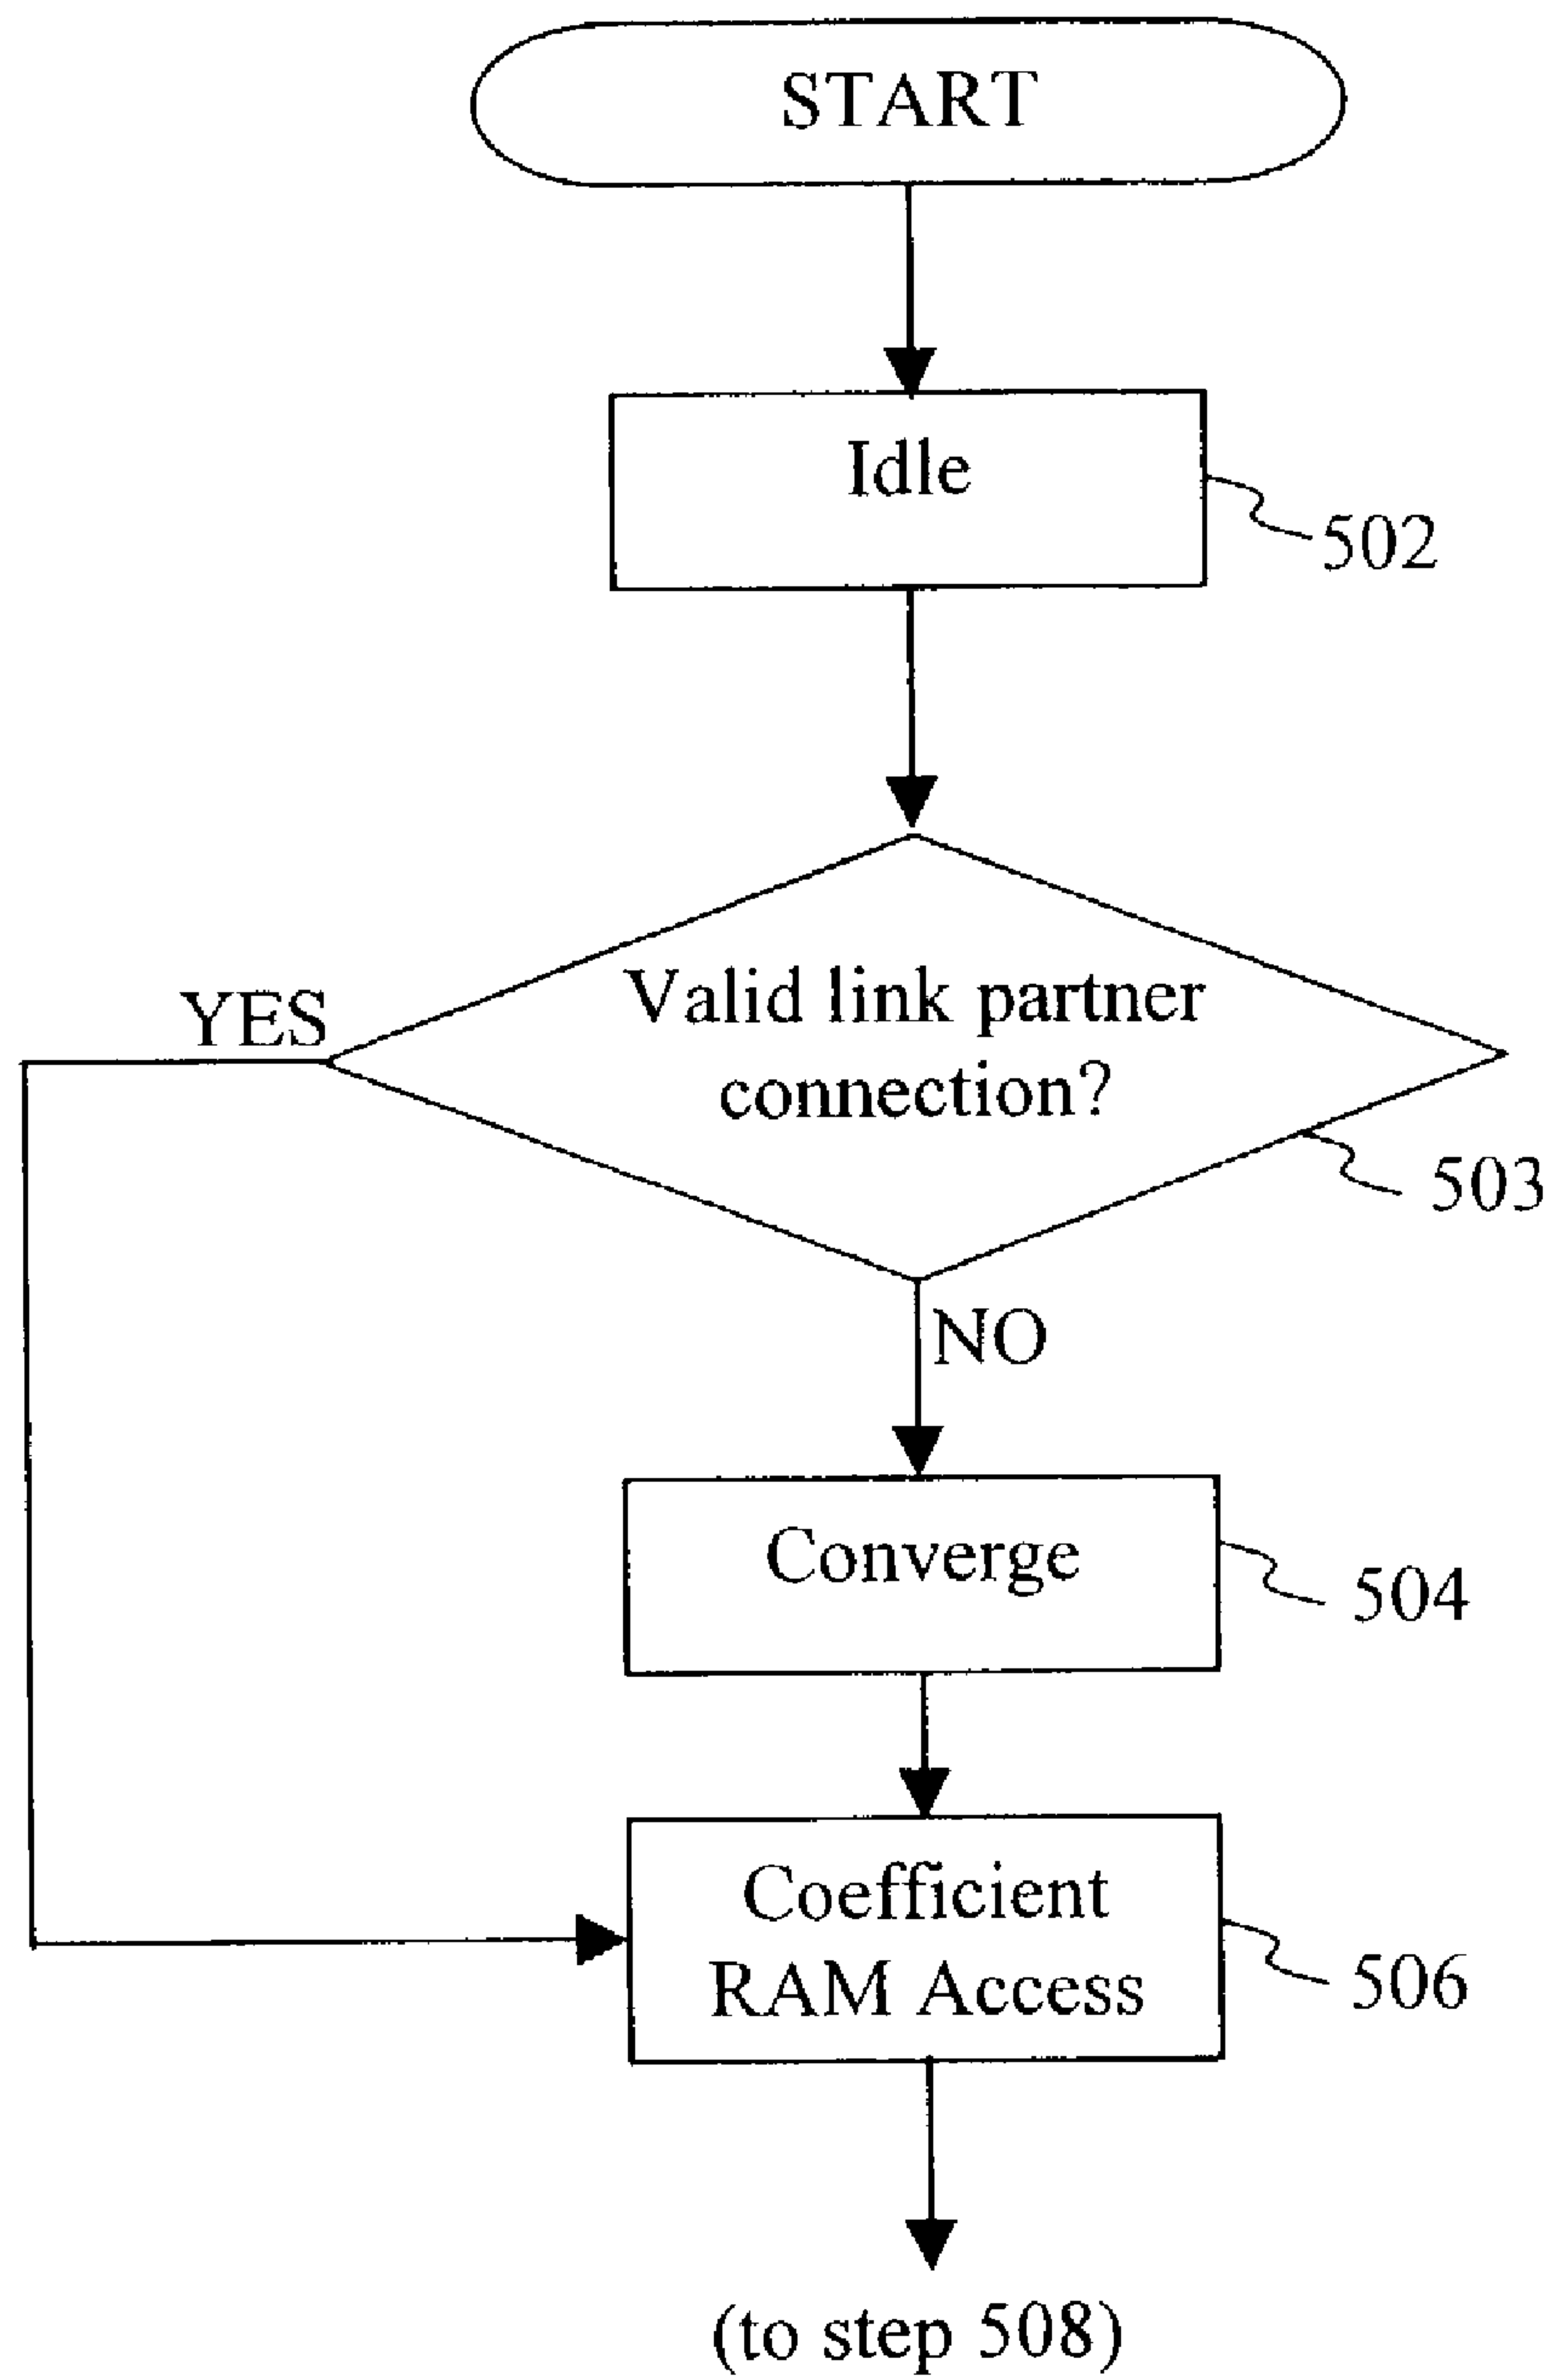 START
Idle
502
Valid link partner
connection?
YES
503
NO
Converge
504
Coefficient
RAM Access
506
(to step 508)